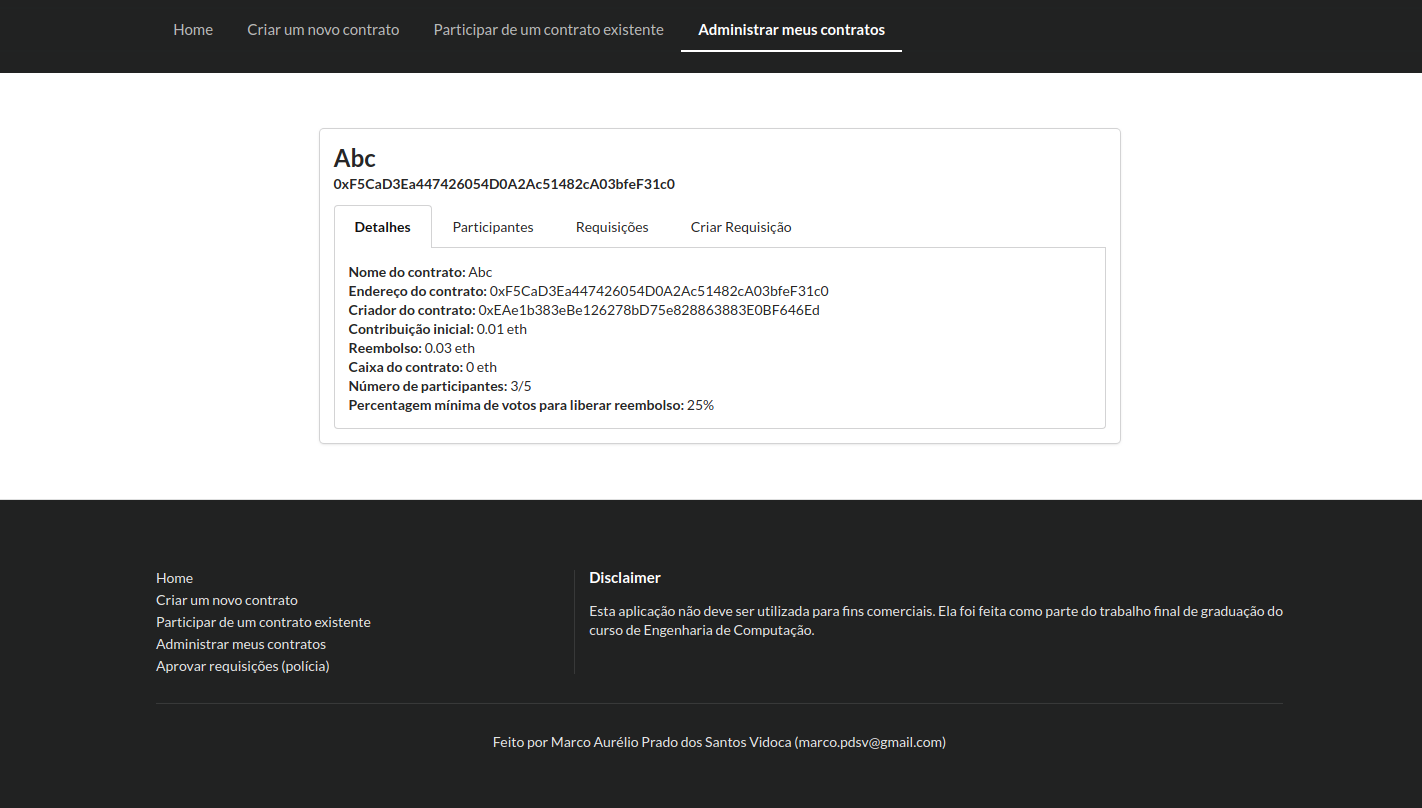 Home Criar um novo contrato Participar de um contrato existente Administrar meus contratos
Abc
0xF5CaD3Ea447426054D0A2Ac51482cA03bfeF31c0
Detalhes Participantes Requisições Criar Requisição
Nome do contrato: Abc
Endereço do contrato: 0xF5CaD3Ea447426054D0A2Ac51482cA03bfeF31c0
Criador do contrato: 0xEAe1b383eBe126278bD75e828863883E0BF646Ed
Contribuição inicial: 0.01 eth
Reembolso: 0.03 eth
Caixa do contrato: 0 eth
Número de participantes: 3/5
Percentagem mínima de votos para liberar reembolso: 25%
Home
Criar um novo contrato
Participar de um contrato existente
Administrar meus contratos
Aprovar requisições (polícia)
Disclaimer
Esta aplicação não deve ser utilizada para fins comerciais. Ela foi feita como parte do trabalho final de graduação do
curso de Engenharia de Computação.
Feito por Marco Aurélio Prado dos Santos Vidoca (marco.pdsv@gmail.com)